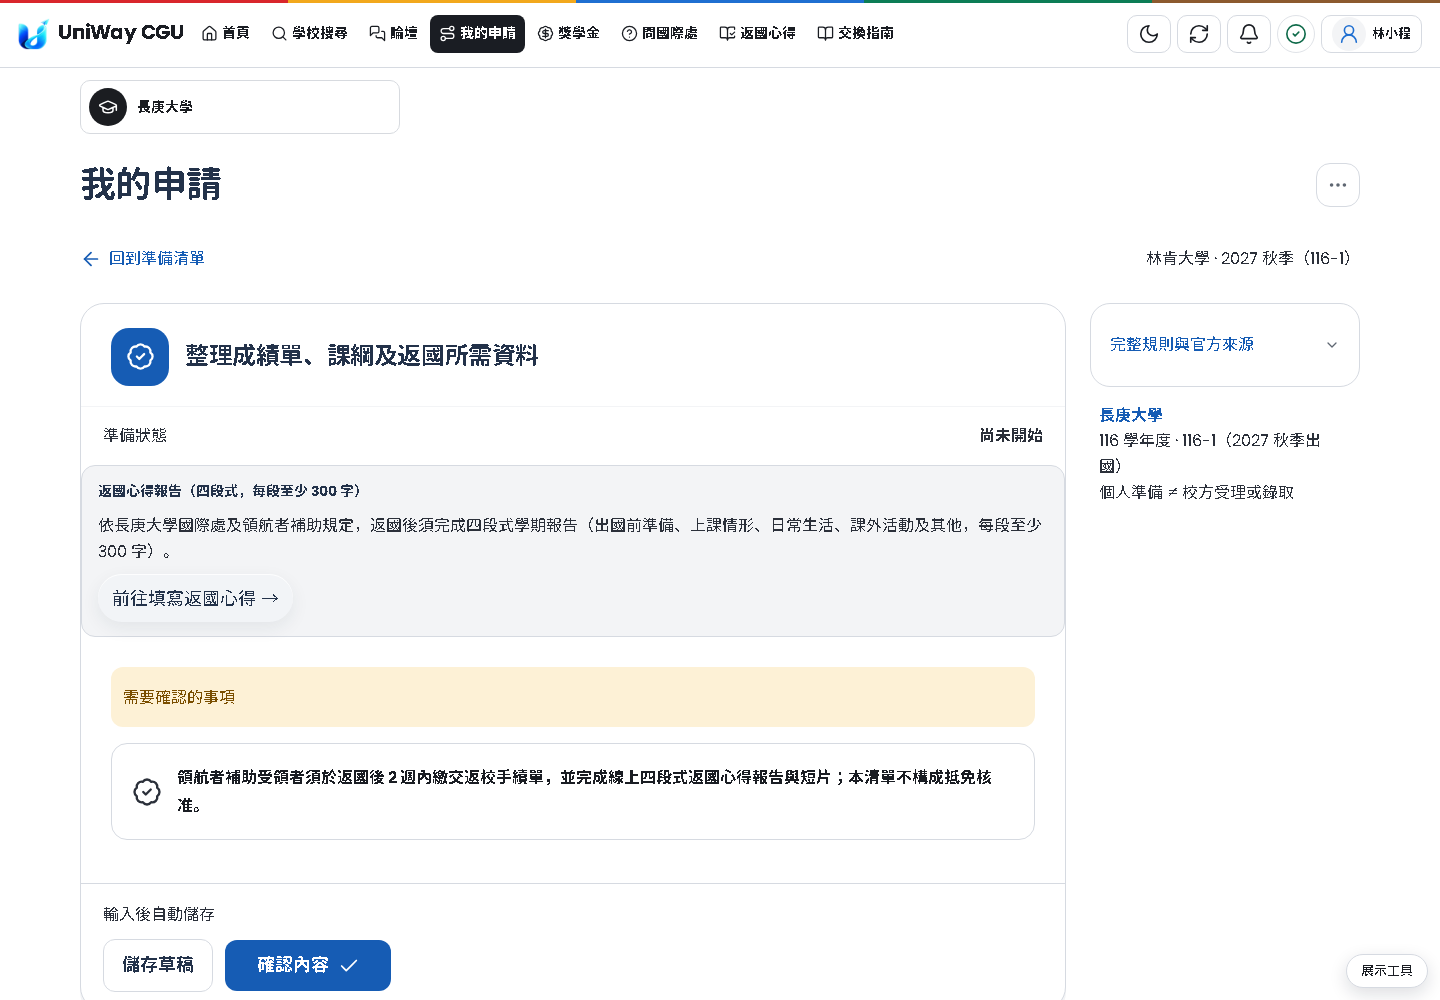 UniWay CGU
首頁
學校搜尋
論壇
我的申請
獎學金
問國際處
返國心得
交換指南
林小程
長庚大學
我的申請
回到準備清單
林肯大學 · 2027 秋季（116-1）
整理成績單、課綱及返國所需資料
準備狀態
尚未開始
返國心得報告（四段式，每段至少 300 字）
依長庚大學國際處及領航者補助規定，返國後須完成四段式學期報告（出國前準備、上課情形、日常生活、課外活動及其他，每段至少
300 字）。
前往填寫返國心得 →
需要確認的事項
領航者補助受領者須於返國後 2 週內繳交返校手續單，並完成線上四段式返國心得報告與短片；本清單不構成抵免核
准。
輸入後自動儲存
儲存草稿
確認內容
完整規則與官方來源
長庚大學
116 學年度 · 116-1（2027 秋季出
國）
個人準備 ≠ 校方受理或錄取
展示工具